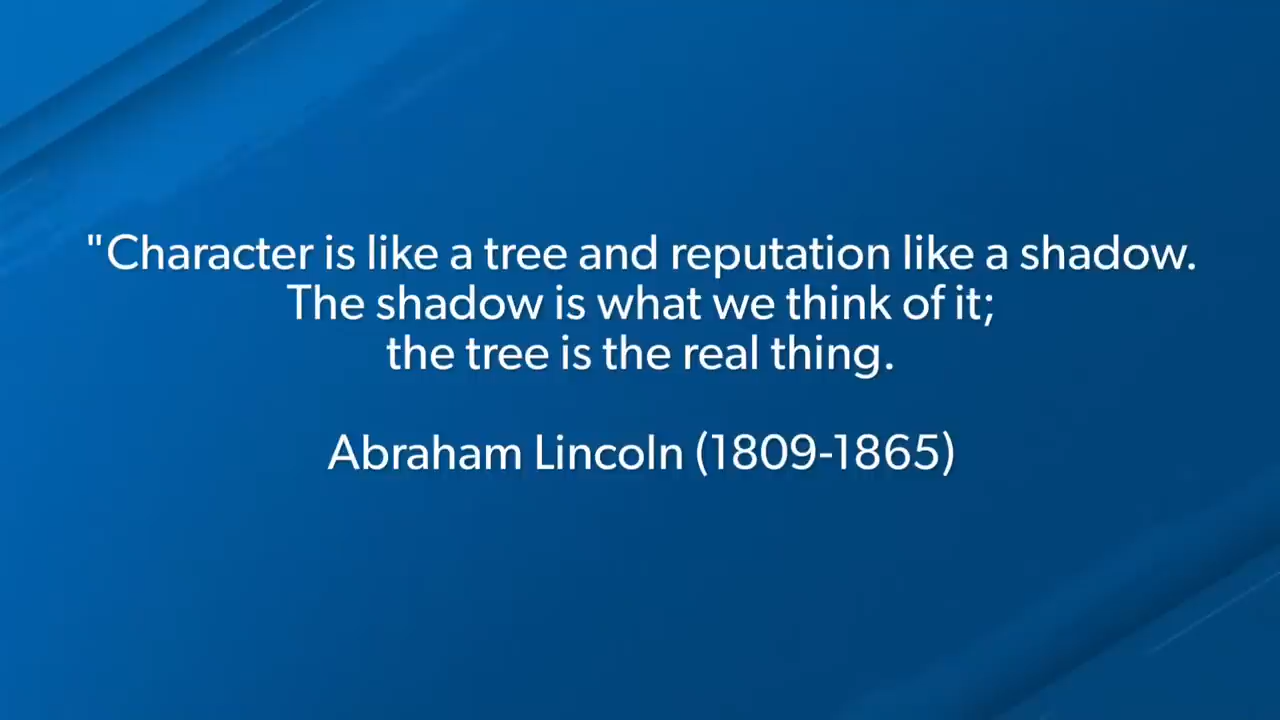 "Character is like a tree and reputation like a shadow.
The shadow is what we think of it;
the tree is the real thing.
Abraham Lincoln (1809-1865)